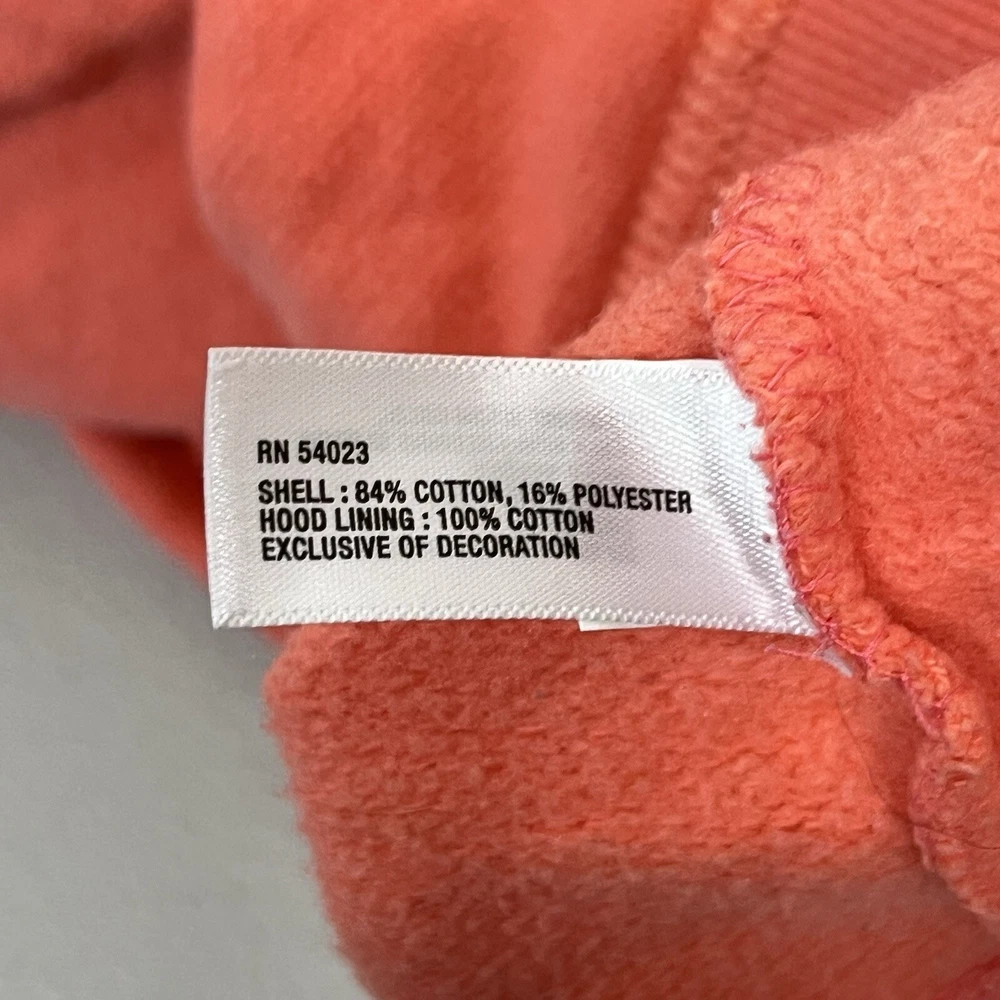 RN 54023
SHELL : 84% COTTON, 16% POLYESTER
HOOD LINING : 100% COTTON
EXCLUSIVE OF DECORATION